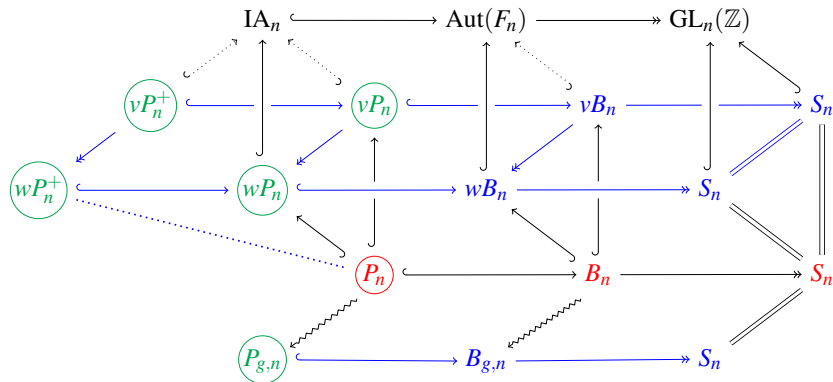 IA_n Aut(F_n) GL_n(ℤ)
vP_n^+ vP_n vB_n S_n
wP_n^+ wP_n wB_n S_n
P_n B_n S_n
P_{g,n} B_{g,n} S_n